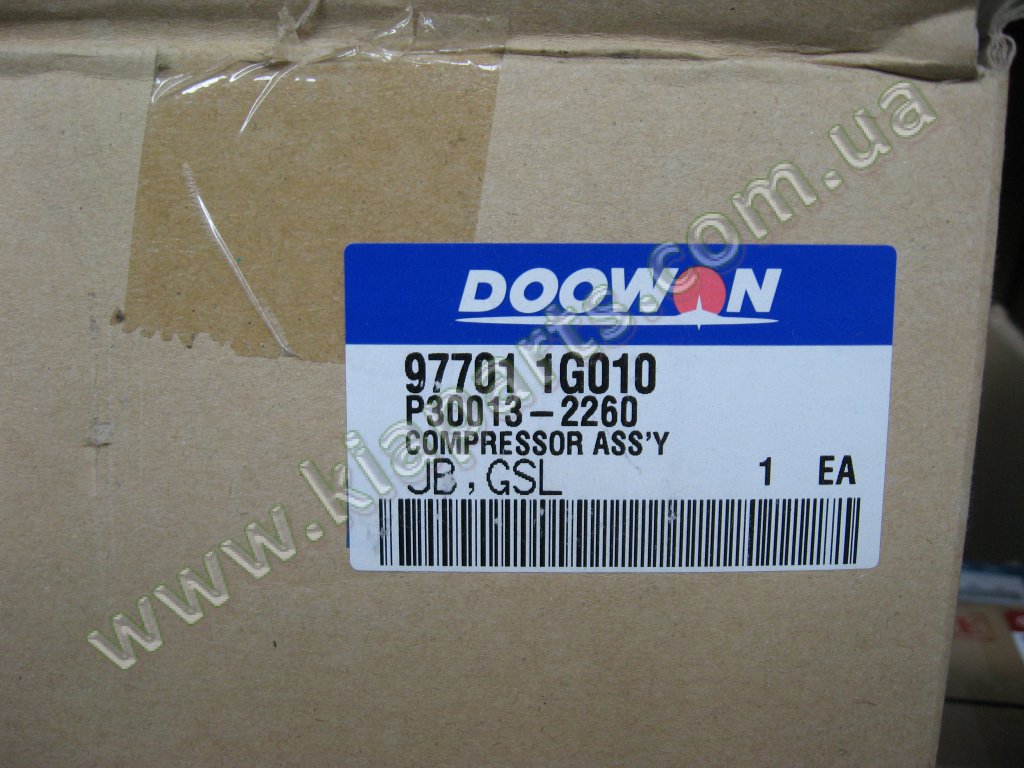 DOOWON
97701 1G010
P30013-2260
COMPRESSOR ASS'Y
JB,GSL 1 EA
www.kiaparts.com.ua